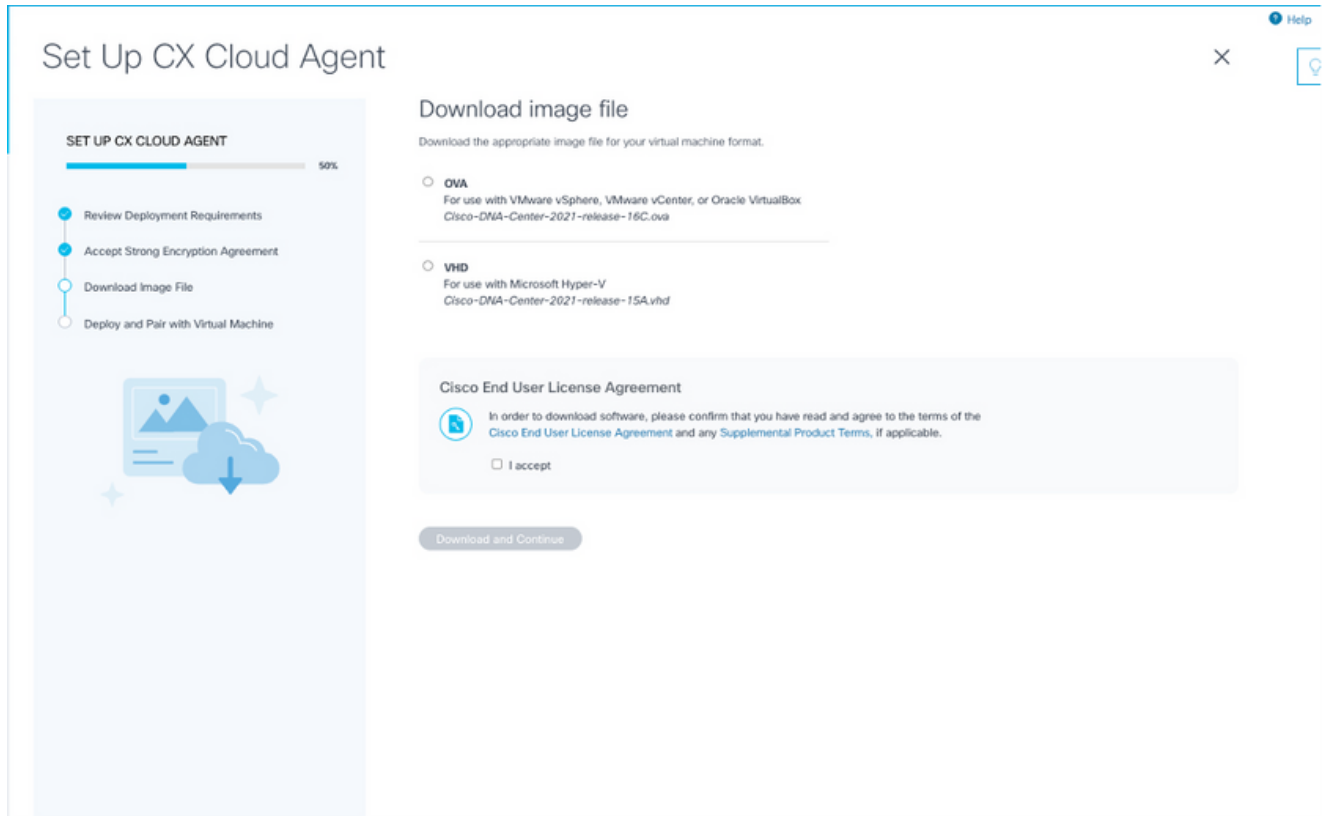 Help
Set Up CX Cloud Agent
SET UP CX CLOUD AGENT
50%
Review Deployment Requirements
Accept Strong Encryption Agreement
Download Image File
Deploy and Pair with Virtual Machine
Download image file
Download the appropriate image file for your virtual machine format.
OVA
For use with VMware vSphere, VMware vCenter, or Oracle VirtualBox
Cisco-DNA-Center-2021-release-16C.ova
VHD
For use with Microsoft Hyper-V
Cisco-DNA-Center-2021-release-15A.vhd
Cisco End User License Agreement
In order to download software, please confirm that you have read and agree to the terms of the
Cisco End User License Agreement and any Supplemental Product Terms, if applicable.
I accept
Download and Continue